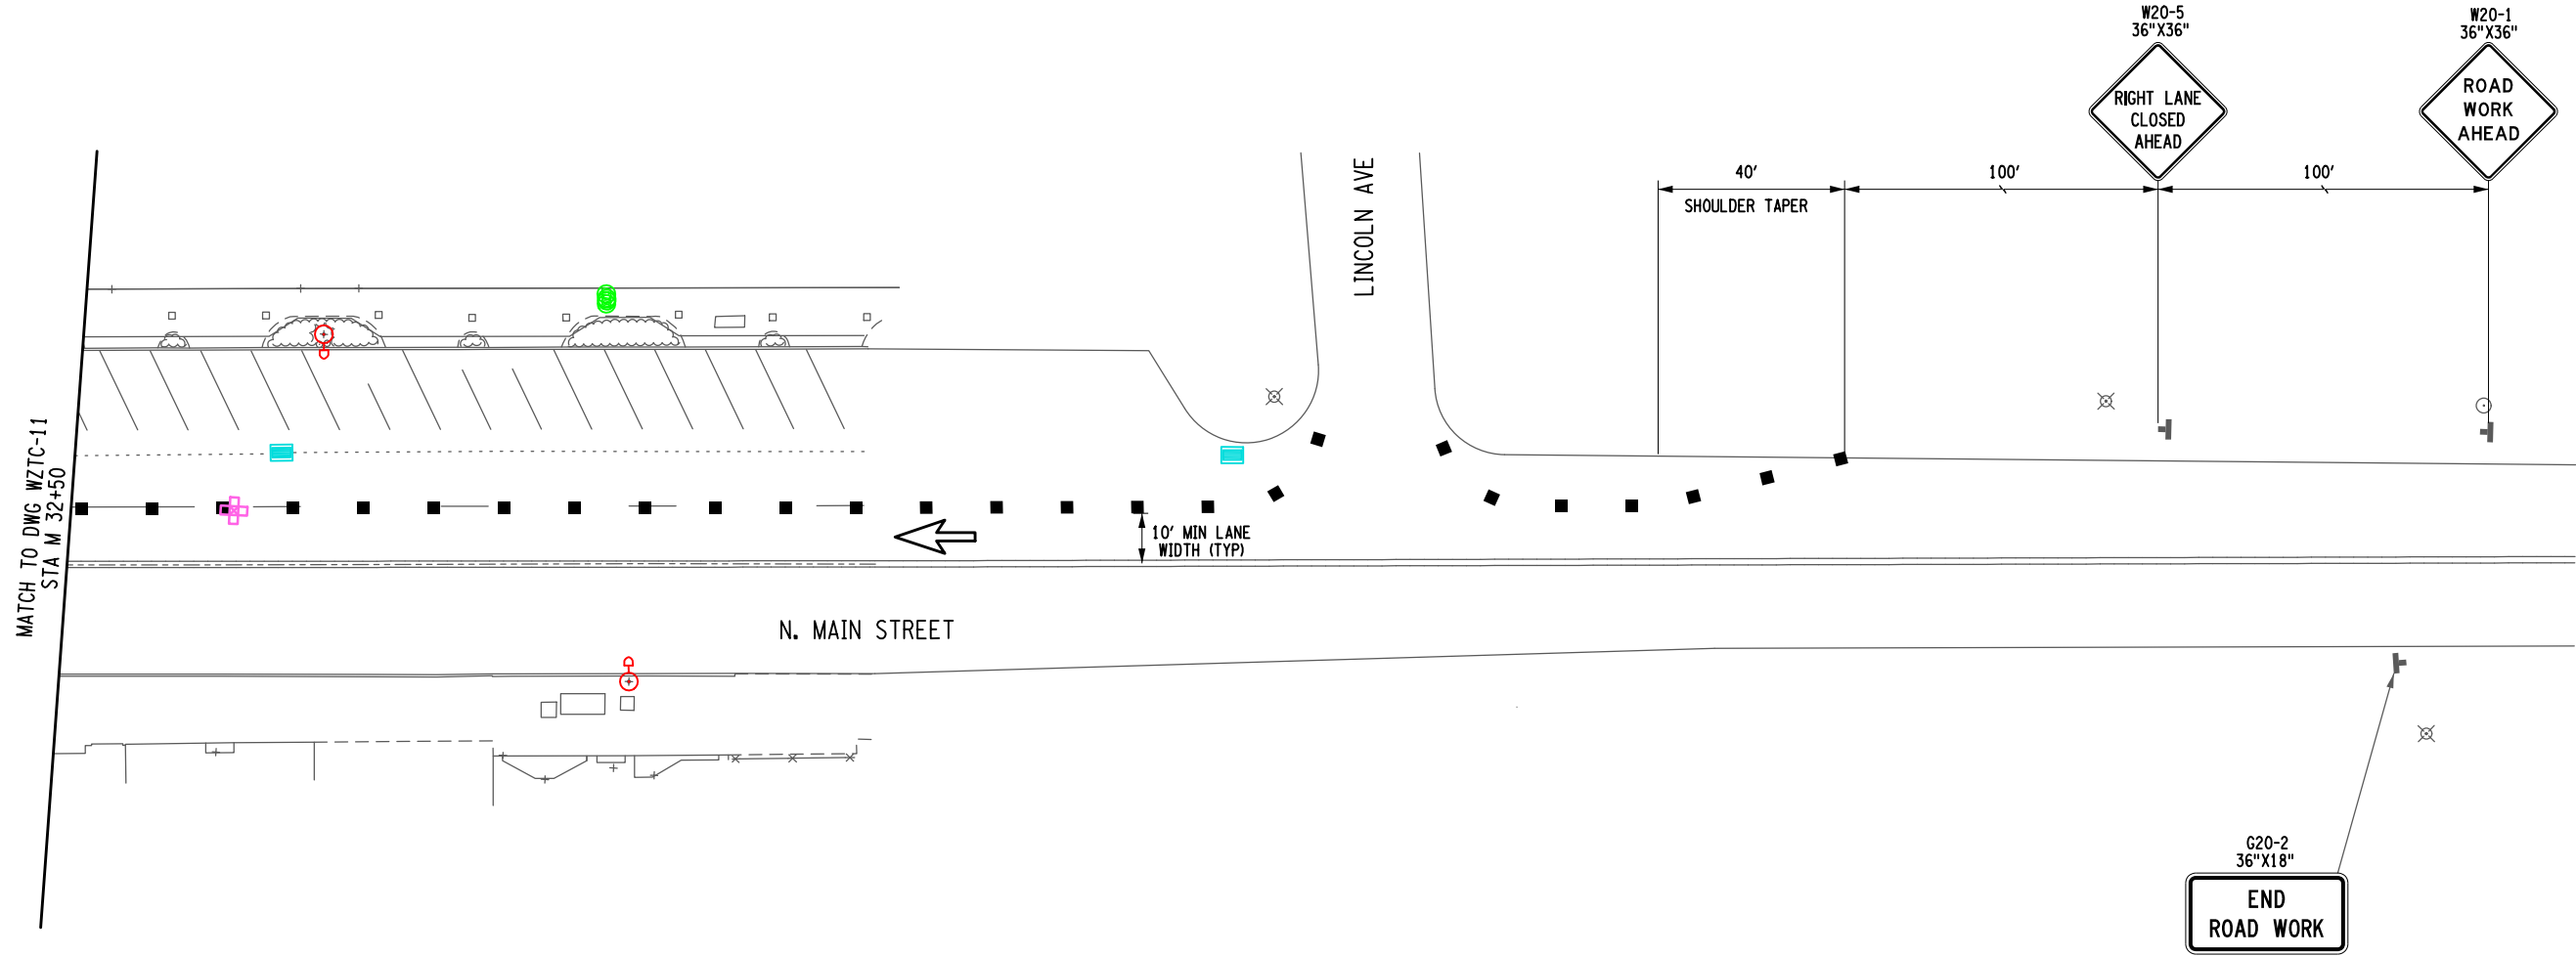 W20-5
36"X36"
RIGHT LANE
CLOSED
AHEAD
W20-1
36"X36"
ROAD
WORK
AHEAD
40'
100'
100'
SHOULDER TAPER
LINCOLN AVE
MATCH TO DWG WZTC-11
STA M 32+50
10' MIN LANE
WIDTH (TYP)
N. MAIN STREET
G20-2
36"X18"
END
ROAD WORK